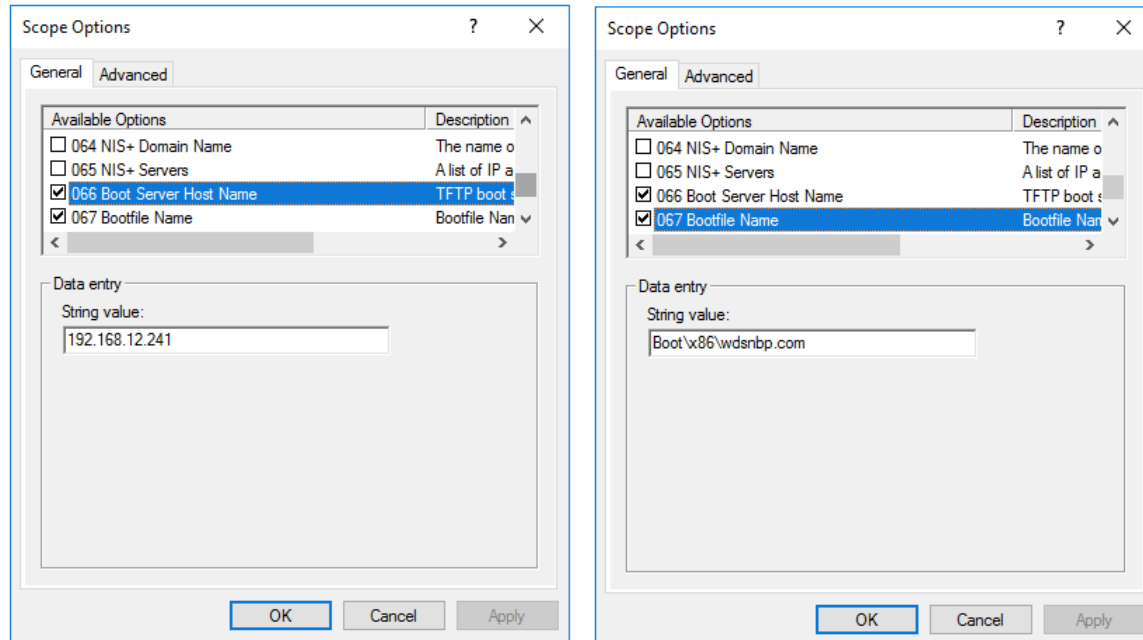 Scope Options ? ×
General Advanced
Available Options Description
064 NIS+ Domain Name The name o
065 NIS+ Servers A list of IP a
066 Boot Server Host Name TFTP boot s
067 Bootfile Name Bootfile Nan
Data entry
String value:
192.168.12.241
OK Cancel Apply
Scope Options ? ×
General Advanced
Available Options Description
064 NIS+ Domain Name The name o
065 NIS+ Servers A list of IP a
066 Boot Server Host Name TFTP boot s
067 Bootfile Name Bootfile Nan
Data entry
String value:
Boot\x86\wdsnbp.com
OK Cancel Apply